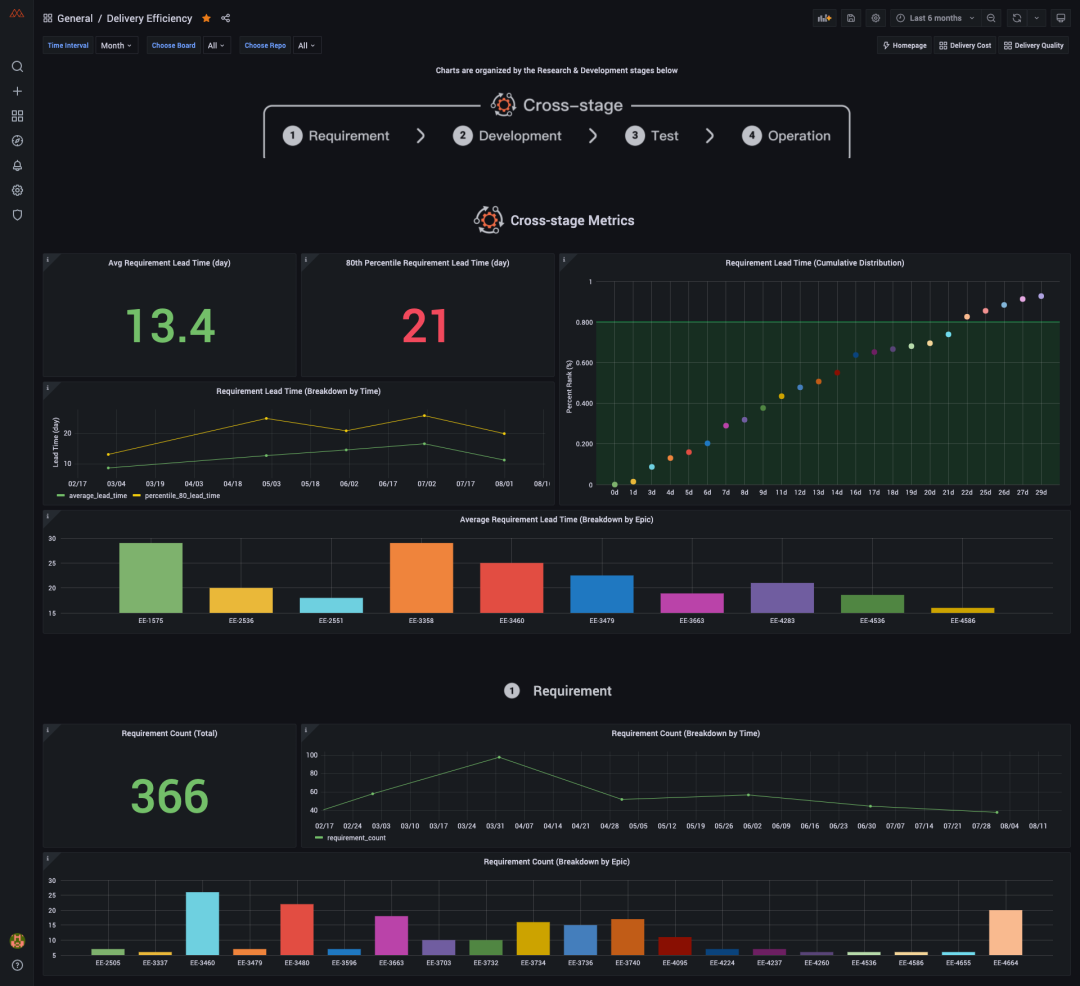 General / Delivery Efficiency
Last 6 months
Time Interval Month Choose Board All Choose Repo All
Homepage Delivery Cost Delivery Quality
Charts are organized by the Research & Development stages below
Cross-stage
1 Requirement 2 Development 3 Test 4 Operation
Cross-stage Metrics
Avg Requirement Lead Time (day)
13.4
80th Percentile Requirement Lead Time (day)
21
Requirement Lead Time (Cumulative Distribution)
Percent Rank (%)
1
0.800
0.600
0.400
0.200
0
0d 1d 3d 4d 5d 6d 7d 8d 9d 11d 12d 13d 14d 16d 17d 18d 19d 20d 21d 22d 25d 26d 27d 29d
Requirement Lead Time (Breakdown by Time)
Lead Time (day)
20
10
02/17 03/04 03/19 04/03 04/18 05/03 05/18 06/02 06/17 07/02 07/17 08/01 08/1
average_lead_time percentile_80_lead_time
Average Requirement Lead Time (Breakdown by Epic)
30
25
20
15
EE-1575 EE-2536 EE-2551 EE-3358 EE-3460 EE-3479 EE-3663 EE-4283 EE-4536 EE-4586
1 Requirement
Requirement Count (Total)
366
Requirement Count (Breakdown by Time)
100
80
60
40
02/17 02/24 03/03 03/10 03/17 03/24 03/31 04/07 04/14 04/21 04/28 05/05 05/12 05/19 05/26 06/02 06/09 06/16 06/23 06/30 07/07 07/14 07/21 07/28 08/04 08/11
requirement_count
Requirement Count (Breakdown by Epic)
30
25
20
15
10
5
EE-2505 EE-3337 EE-3460 EE-3479 EE-3480 EE-3596 EE-3663 EE-3703 EE-3732 EE-3734 EE-3736 EE-3740 EE-4095 EE-4224 EE-4237 EE-4260 EE-4536 EE-4586 EE-4655 EE-4664